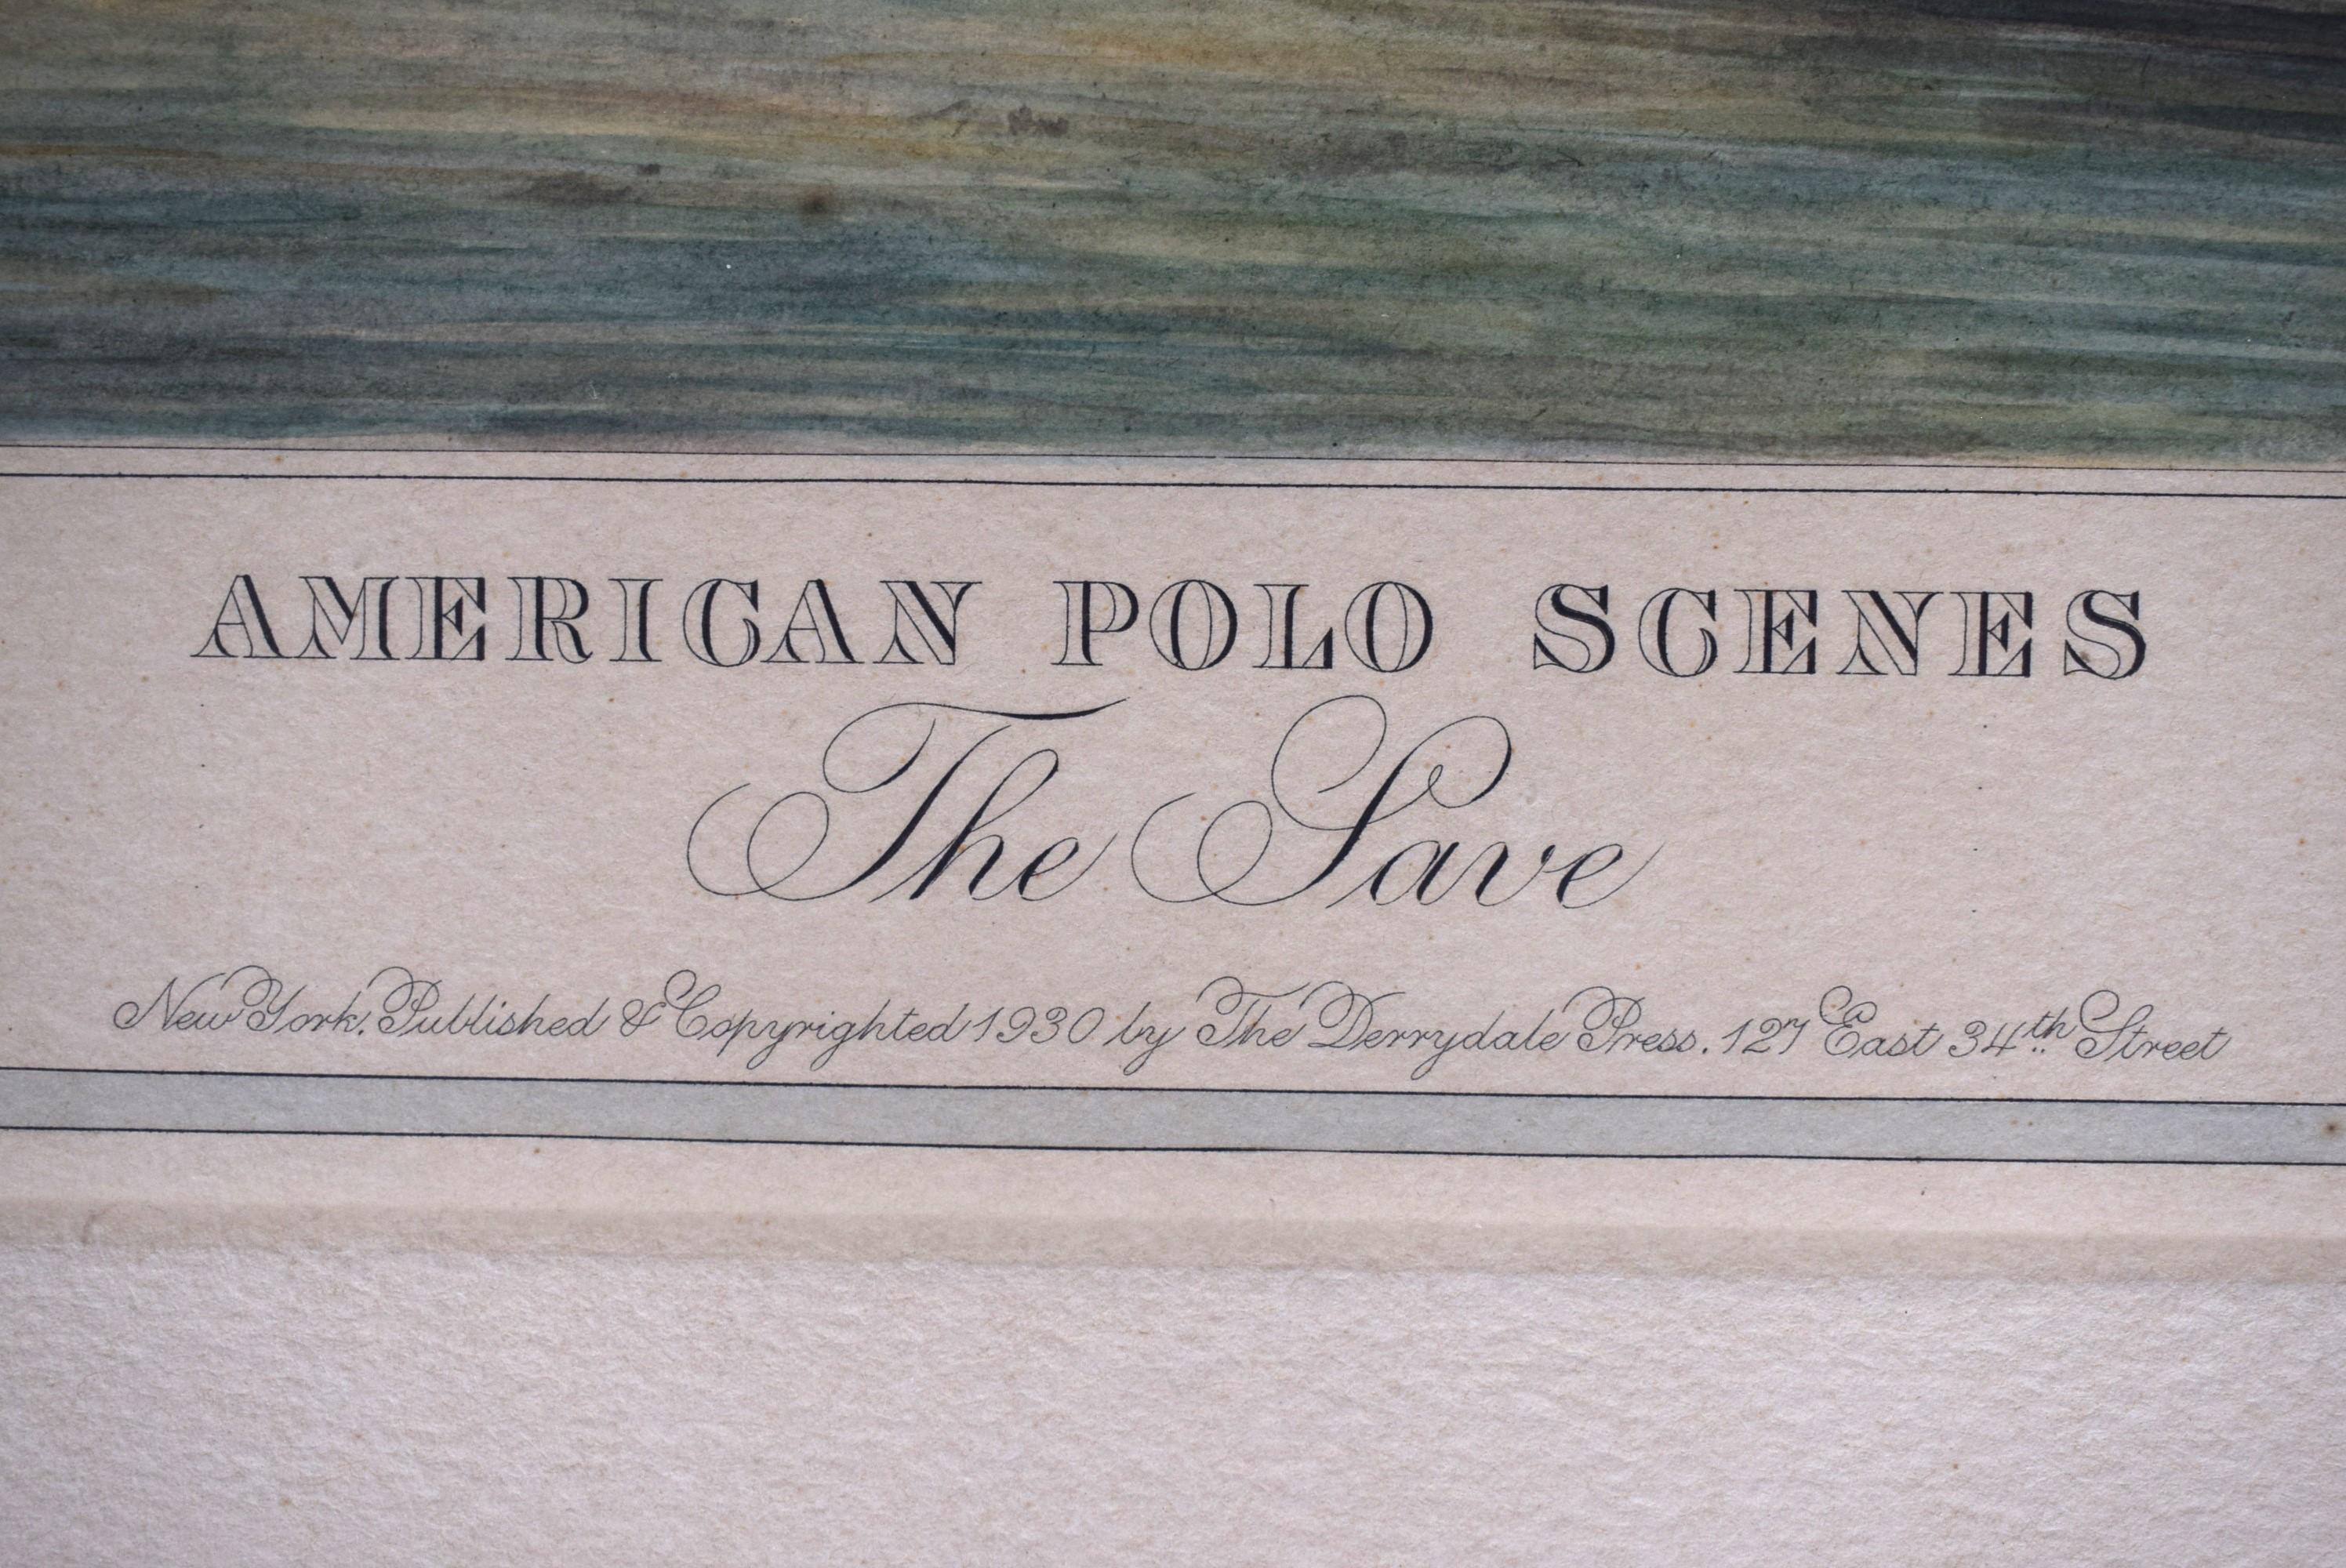 AMERICAN POLO SCENES
The Save
New York. Published & Copyrighted 1930 by The Derrydale Press. 127 East 34th Street